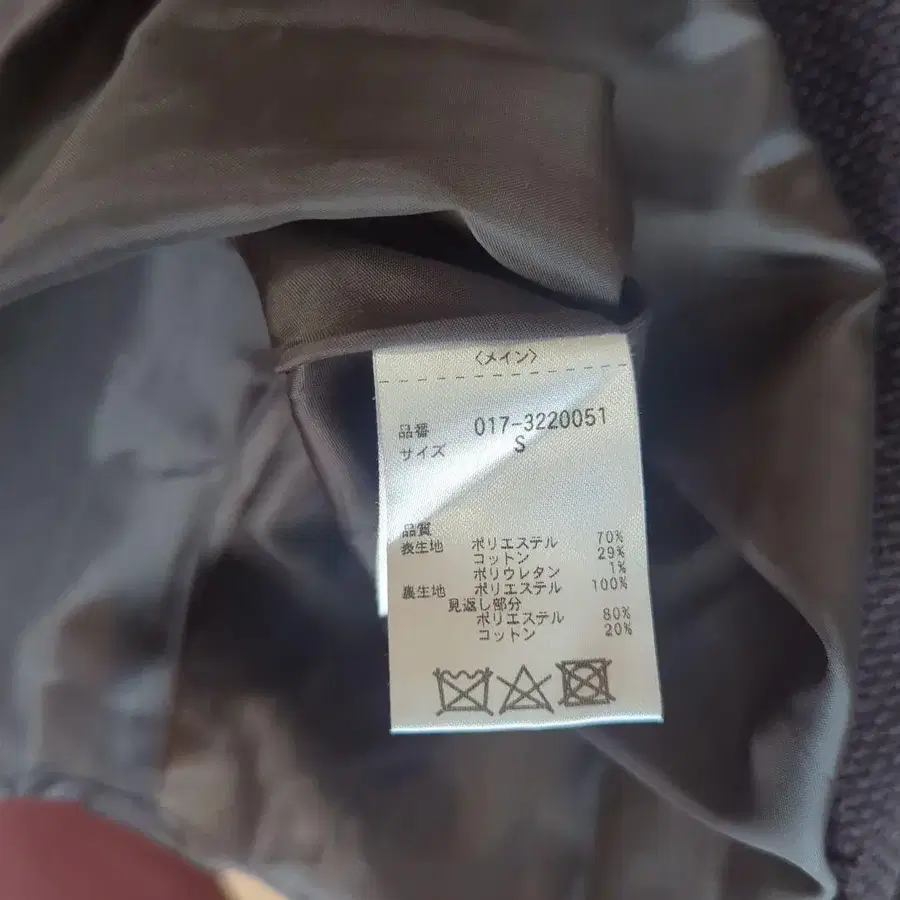 〈メイン〉
品番 017-3220051
サイズ S
品質
表生地 ポリエステル 70%
コットン 29%
ポリウレタン 1%
裏生地 ポリエステル 100%
見返し部分
ポリエステル 80%
コットン 20%